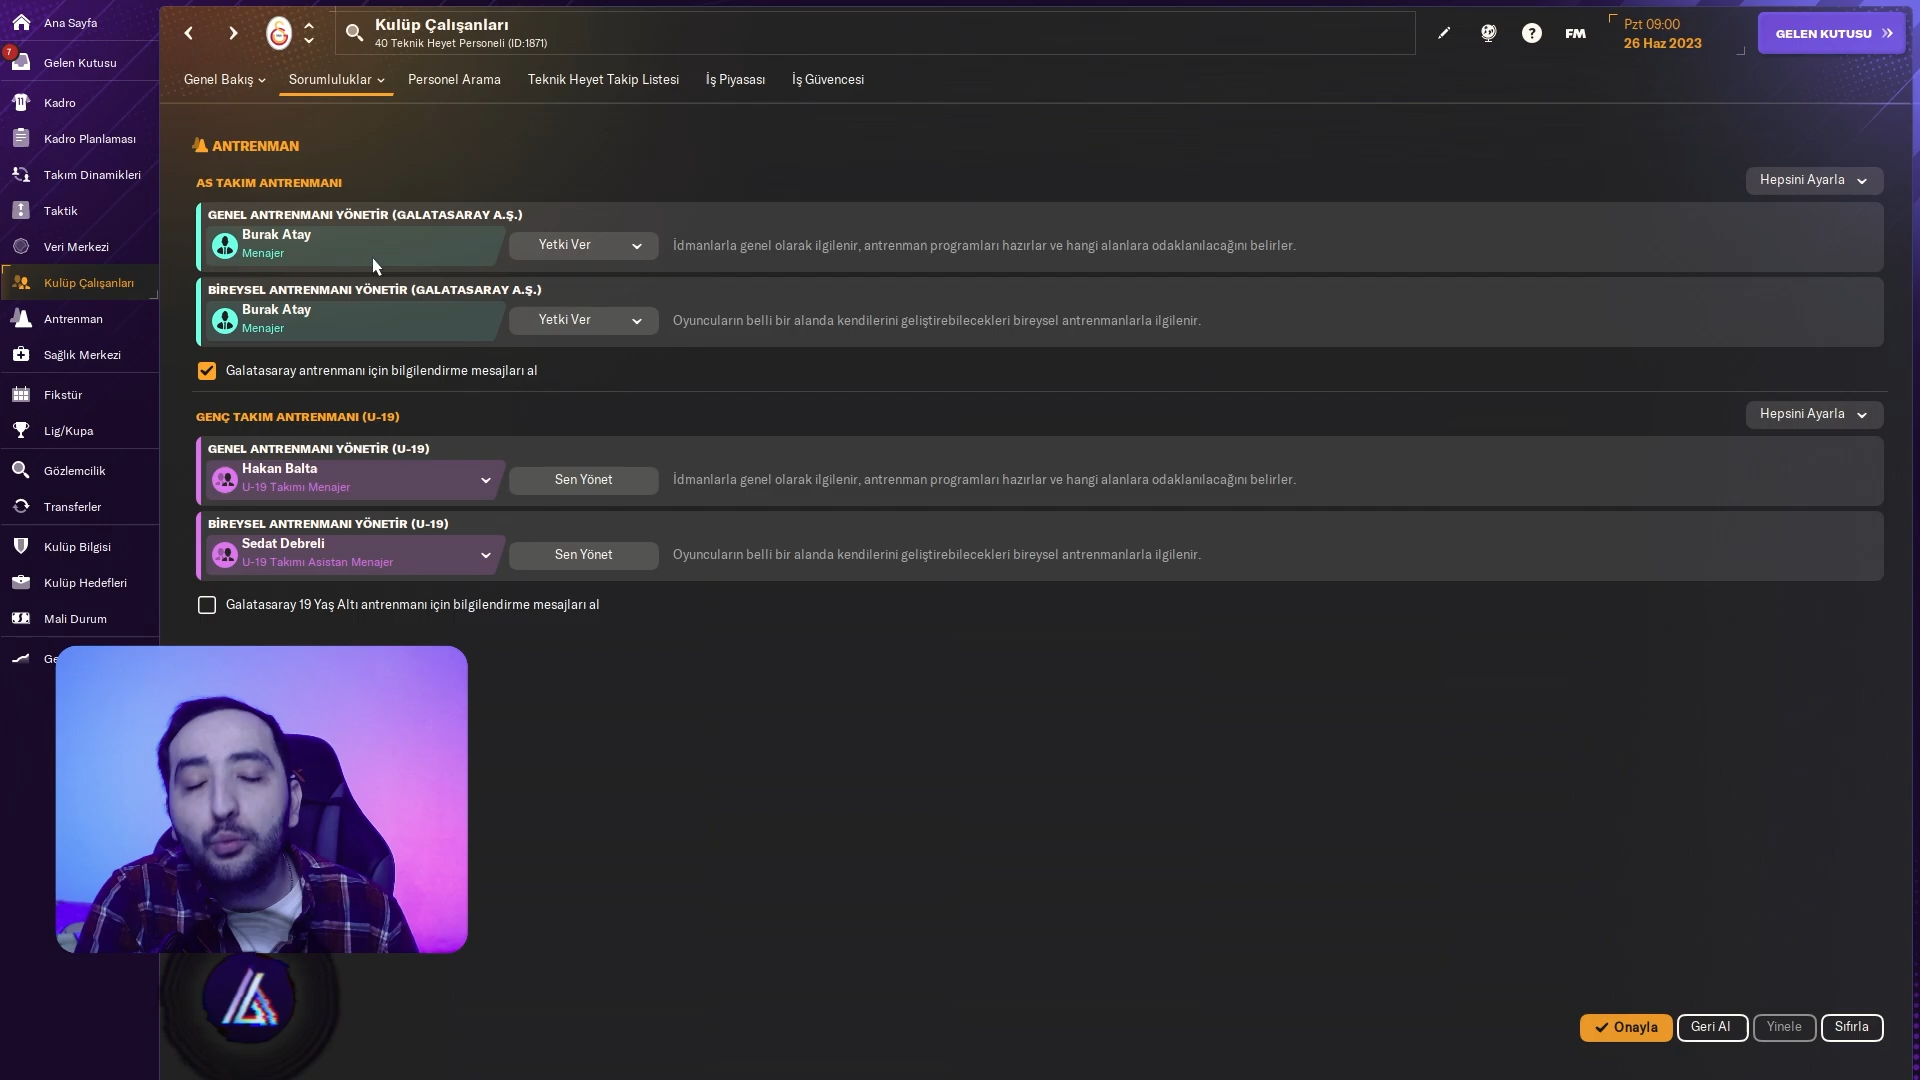 Ana Sayfa
7
Gelen Kutusu
Kadro
Kadro Planlaması
Takım Dinamikleri
Taktik
Veri Merkezi
Kulüp Çalışanları
Antrenman
Sağlık Merkezi
Fikstür
Lig/Kupa
Gözlemcilik
Transferler
Kulüp Bilgisi
Kulüp Hedefleri
Mali Durum
Kulüp Çalışanları
40 Teknik Heyet Personeli (ID:1871)
FM
Pzt 09:00
26 Haz 2023
GELEN KUTUSU
Genel Bakış
Sorumluluklar
Personel Arama
Teknik Heyet Takip Listesi
İş Piyasası
İş Güvencesi
ANTRENMAN
AS TAKIM ANTRENMANI
Hepsini Ayarla
GENEL ANTRENMANI YÖNETİR (GALATASARAY A.Ş.)
Burak Atay
Menajer
Yetki Ver
İdmanlarla genel olarak ilgilenir, antrenman programları hazırlar ve hangi alanlara odaklanılacağını belirler.
BİREYSEL ANTRENMANI YÖNETİR (GALATASARAY A.Ş.)
Burak Atay
Menajer
Yetki Ver
Oyuncuların belli bir alanda kendilerini geliştirebilecekleri bireysel antrenmanlarla ilgilenir.
Galatasaray antrenmanı için bilgilendirme mesajları al
GENÇ TAKIM ANTRENMANI (U-19)
Hepsini Ayarla
GENEL ANTRENMANI YÖNETİR (U-19)
Hakan Balta
U-19 Takımı Menajer
Sen Yönet
İdmanlarla genel olarak ilgilenir, antrenman programları hazırlar ve hangi alanlara odaklanılacağını belirler.
BİREYSEL ANTRENMANI YÖNETİR (U-19)
Sedat Debreli
U-19 Takımı Asistan Menajer
Sen Yönet
Oyuncuların belli bir alanda kendilerini geliştirebilecekleri bireysel antrenmanlarla ilgilenir.
Galatasaray 19 Yaş Altı antrenmanı için bilgilendirme mesajları al
Onayla
Geri Al
Yinele
Sıfırla